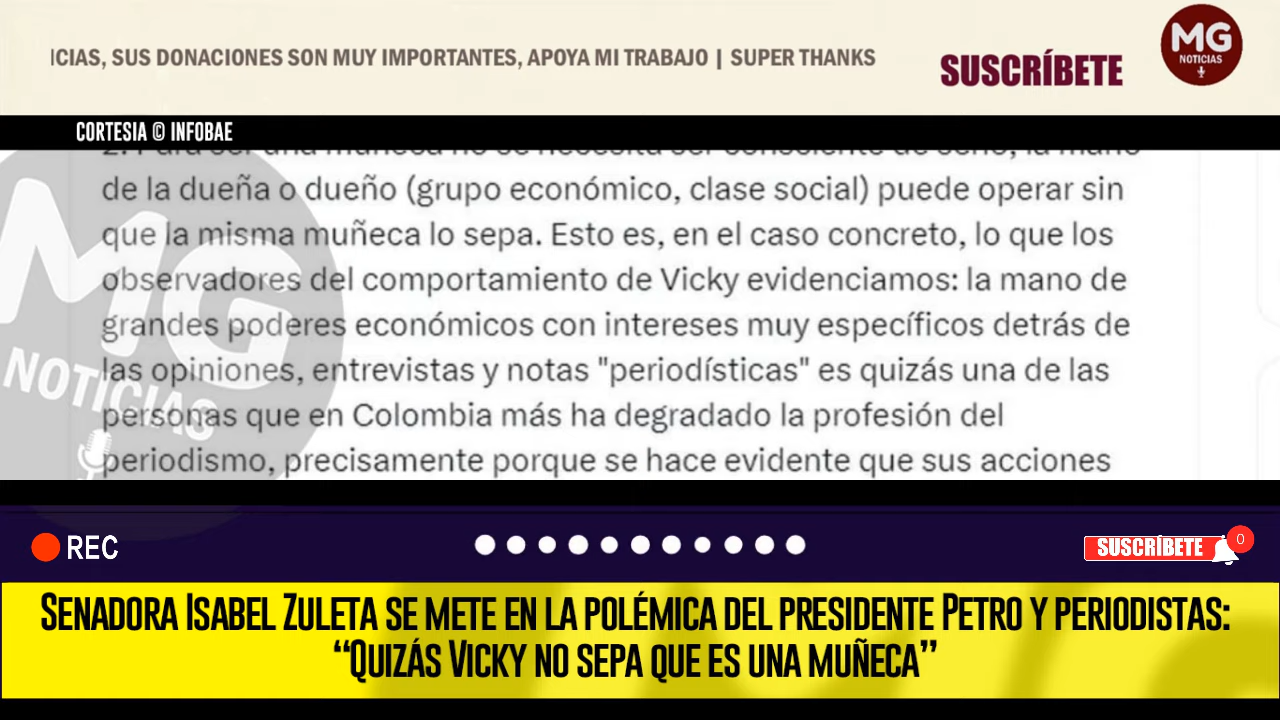 ICIAS, SUS DONACIONES SON MUY IMPORTANTES, APOYA MI TRABAJO | SUPER THANKS
SUSCRÍBETE
MG
NOTICIAS
CORTESIA © INFOBAE
de la dueña o dueño (grupo económico, clase social) puede operar sin
que la misma muñeca lo sepa. Esto es, en el caso concreto, lo que los
observadores del comportamiento de Vicky evidenciamos: la mano de
grandes poderes económicos con intereses muy específicos detrás de
las opiniones, entrevistas y notas "periodísticas" es quizás una de las
personas que en Colombia más ha degradado la profesión del
periodismo, precisamente porque se hace evidente que sus acciones
MG
NOTICIAS
REC
SUSCRÍBETE
0
SENADORA ISABEL ZULETA SE METE EN LA POLÉMICA DEL PRESIDENTE PETRO Y PERIODISTAS:
“QUIZÁS VICKY NO SEPA QUE ES UNA MUÑECA”